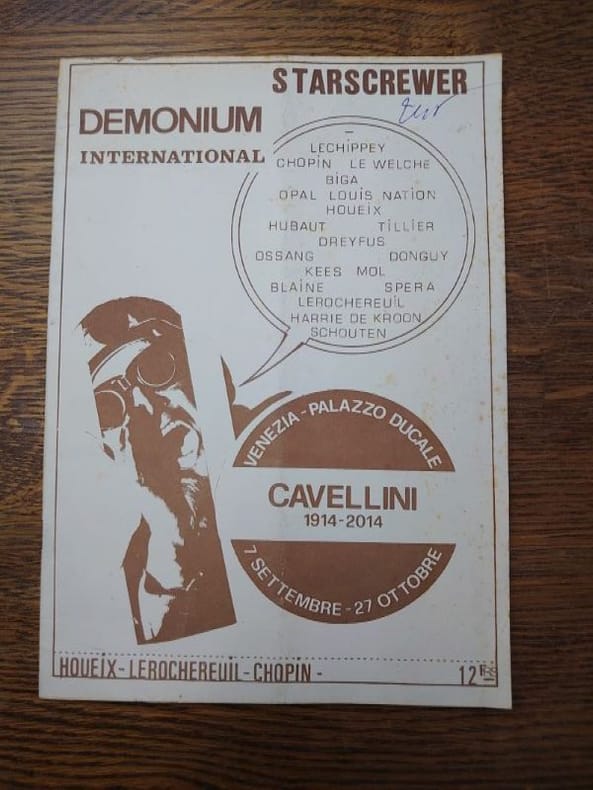 STARSCREWER
DEMONIUM
INTERNATIONAL
LECHIPPEY
CHOPIN LE WELCHE
BIGA
OPAL LOUIS NATION
HOUEIX
HUBAUT TILLIER
DREYFUS
OSSANG DONGUY
KEES MOL
BLAINE SPERA
LEROCHEREUIL
HARRIE DE KROON
SCHOUTEN
VENEZIA - PALAZZO DUCALE
CAVELLINI
1914-2014
7 SETTEMBRE - 27 OTTOBRE
HOUEIX - LEROCHEREUIL - CHOPIN -
12 FRS